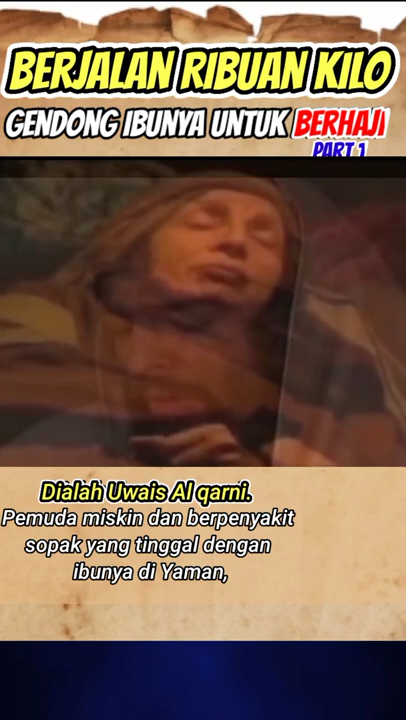 BERJALAN RIBUAN KILO
GENDONG IBUNYA UNTUK BERHAJI
PART 1
Dialah Uwais Al qarni.
Pemuda miskin dan berpenyakit
sopak yang tinggal dengan
ibunya di Yaman,